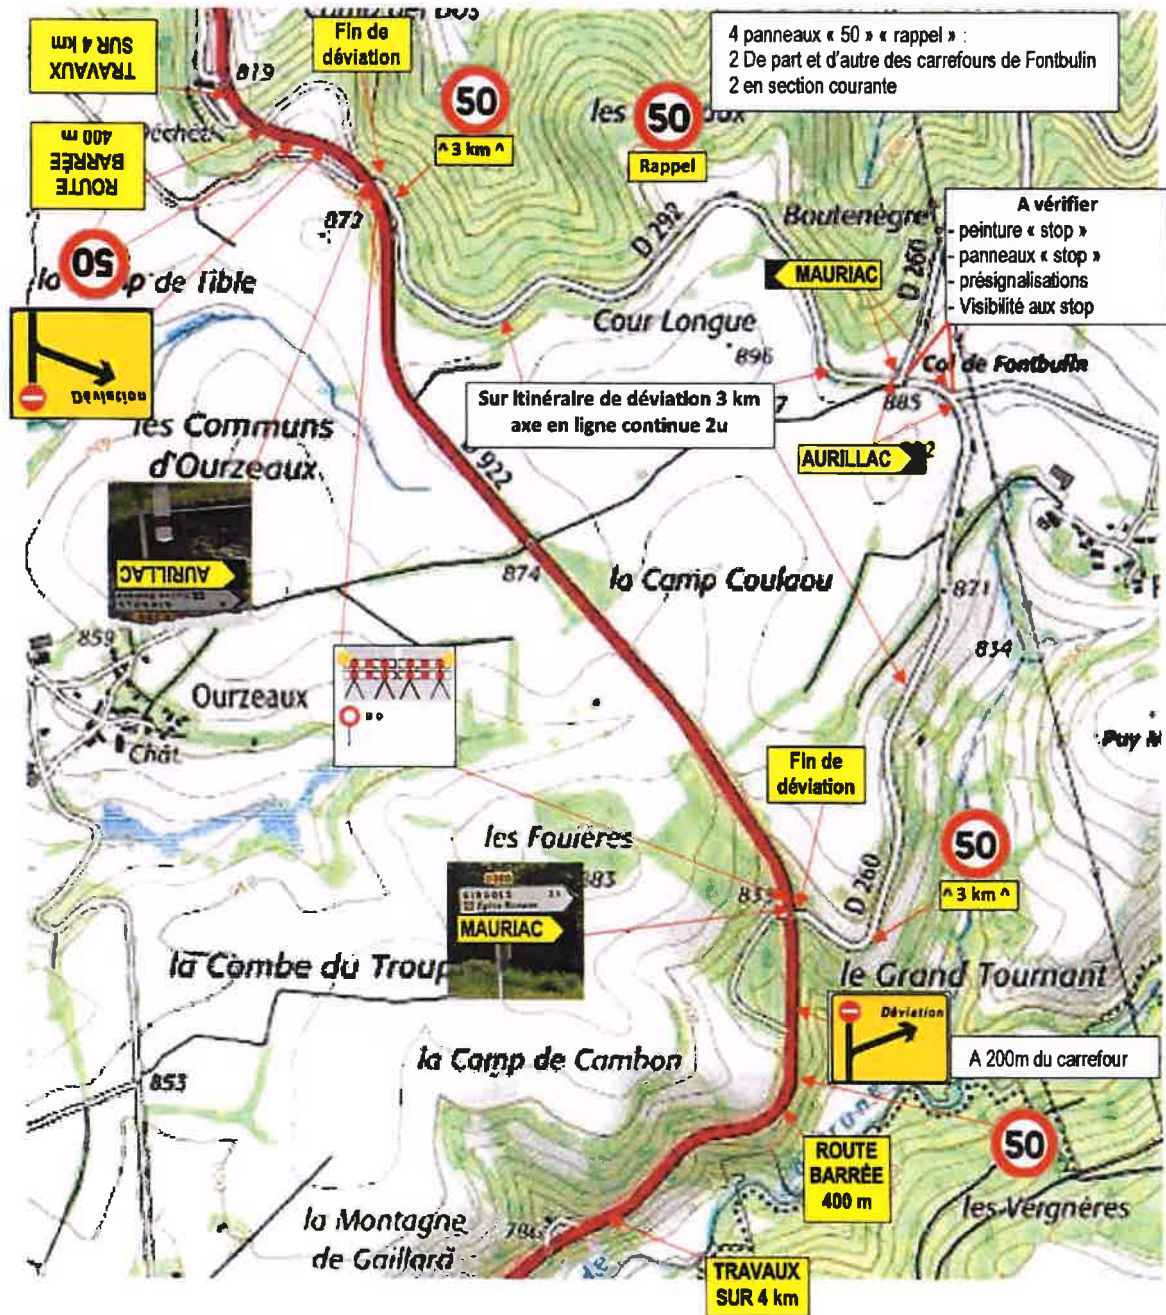 Fin de
déviation
4 panneaux « 50 » « rappel » :
2 De part et d'autre des carrefours de Fontbulin
2 en section courante
TRAVAUX
SUR 4 km
819
50
^ 3 km ^
les
50
Rappel
ROUTE
BARRÉE
400 m
873
50
D 292
Boutenègre
D 260
A vérifier
- peinture « stop »
- panneaux « stop »
- présignalisations
- Visibilité aux stop
MAURIAC
Déviation
Cour Longue
896
Col de Fontbulin
885
Sur Itinéraire de déviation 3 km
axe en ligne continue 2u
AURILLAC
les Communs
d'Ourzeaux
922
AURILLAC
874
la Camp Coulaou
871
834
859
Ourzeaux
Chât
Puy M
Fin de
déviation
50
^ 3 km ^
les Fouières
883
D 260
GIRGOLS
Eglise Romane
MAURIAC
la Combe du Troup
le Grand Tournant
Déviation
A 200m du carrefour
la Camp de Cambon
853
50
ROUTE
BARRÉE
400 m
les Vergnères
la Montagne
de Gaillard
TRAVAUX
SUR 4 km